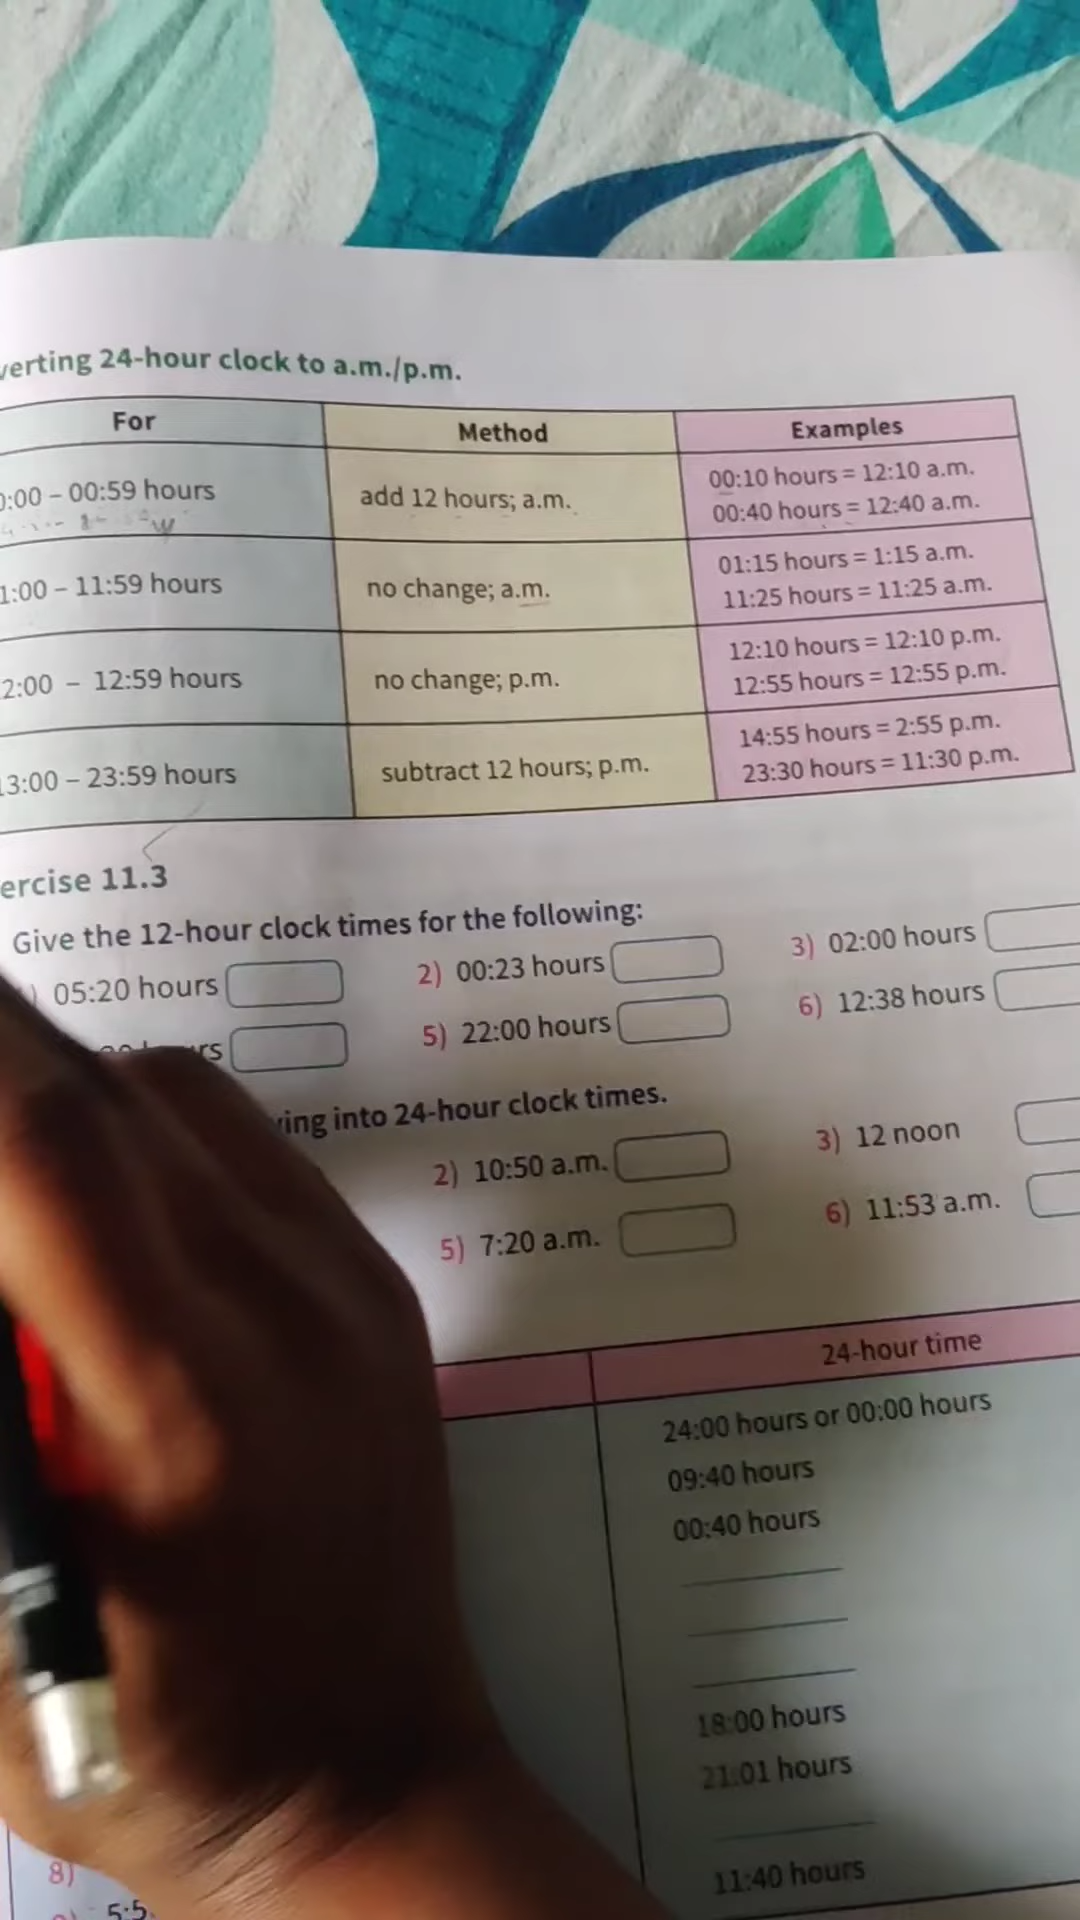 verting 24-hour clock to a.m./p.m.
For Method Examples
0:00 – 00:59 hours add 12 hours; a.m. 00:10 hours = 12:10 a.m.
00:40 hours = 12:40 a.m.
1:00 – 11:59 hours no change; a.m. 01:15 hours = 1:15 a.m.
11:25 hours = 11:25 a.m.
2:00 – 12:59 hours no change; p.m. 12:10 hours = 12:10 p.m.
12:55 hours = 12:55 p.m.
13:00 – 23:59 hours subtract 12 hours; p.m. 14:55 hours = 2:55 p.m.
23:30 hours = 11:30 p.m.
ercise 11.3
Give the 12-hour clock times for the following:
05:20 hours 2) 00:23 hours 3) 02:00 hours
rs 5) 22:00 hours 6) 12:38 hours
ving into 24-hour clock times.
2) 10:50 a.m. 3) 12 noon
5) 7:20 a.m. 6) 11:53 a.m.
24-hour time
24:00 hours or 00:00 hours
09:40 hours
00:40 hours
18:00 hours
21:01 hours
8) 11:40 hours
5:5